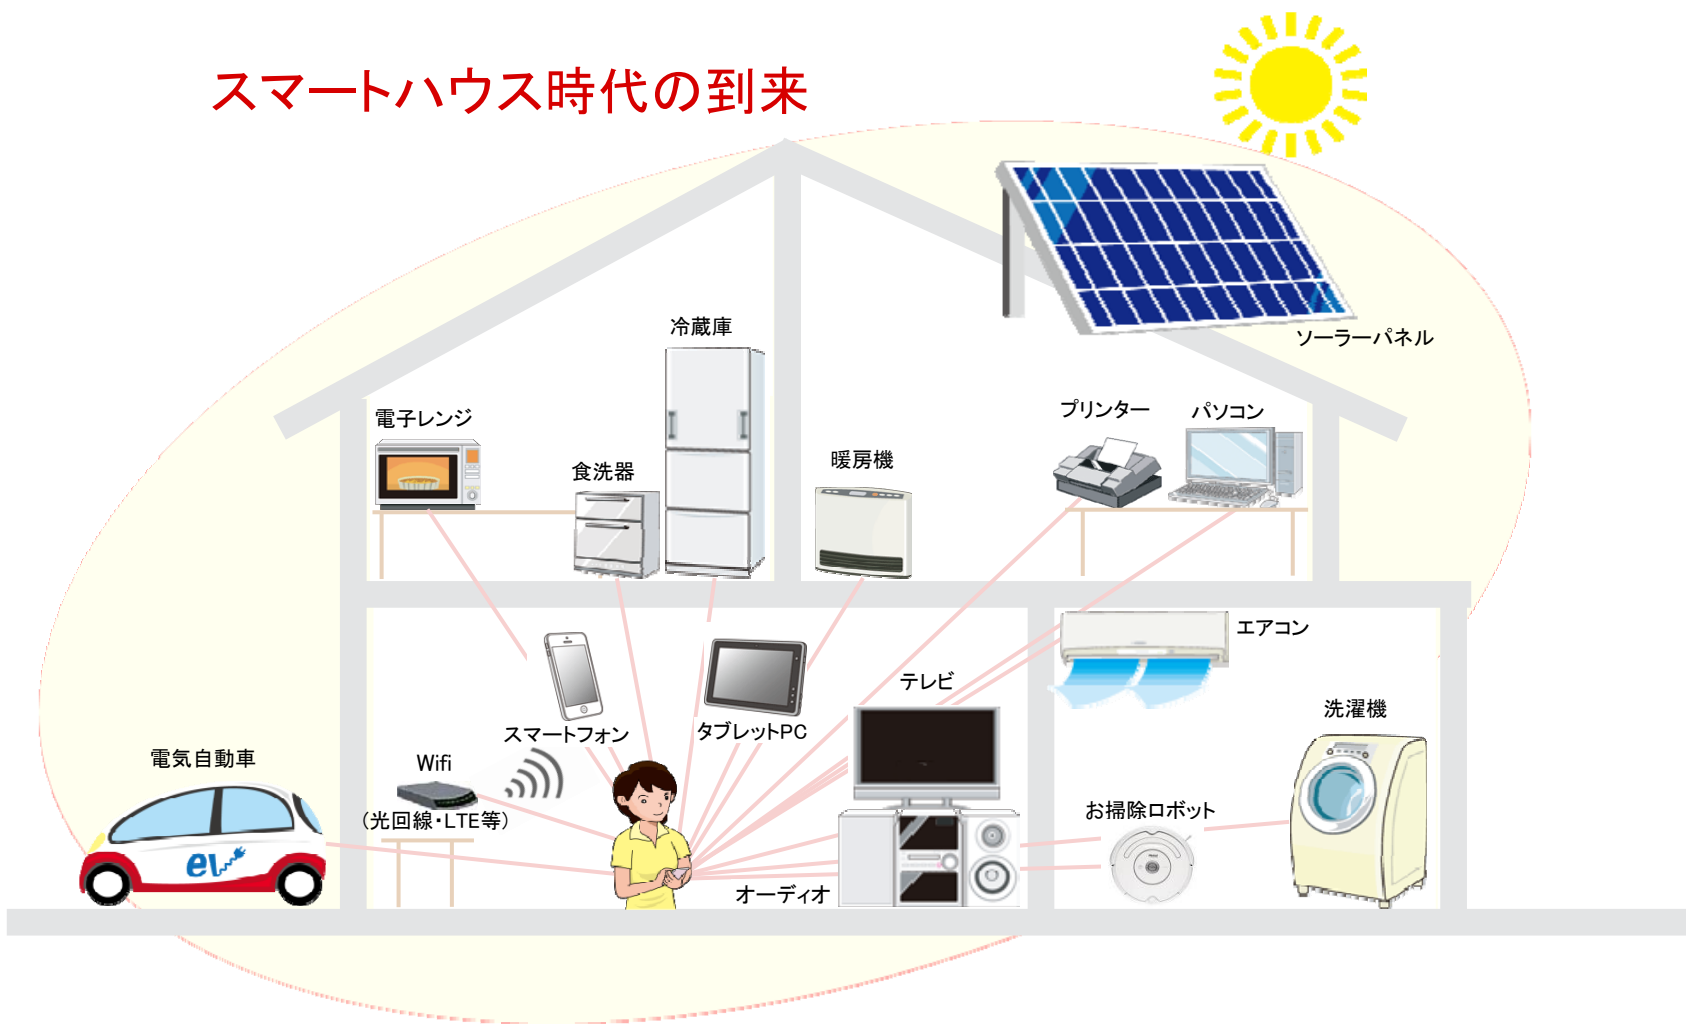 スマートハウス時代の到来
冷蔵庫
ソーラーパネル
電子レンジ
プリンター
パソコン
食洗器
暖房機
エアコン
テレビ
スマートフォン
タブレットPC
洗濯機
電気自動車
Wifi
(光回線・LTE等)
お掃除ロボット
ev
オーディオ